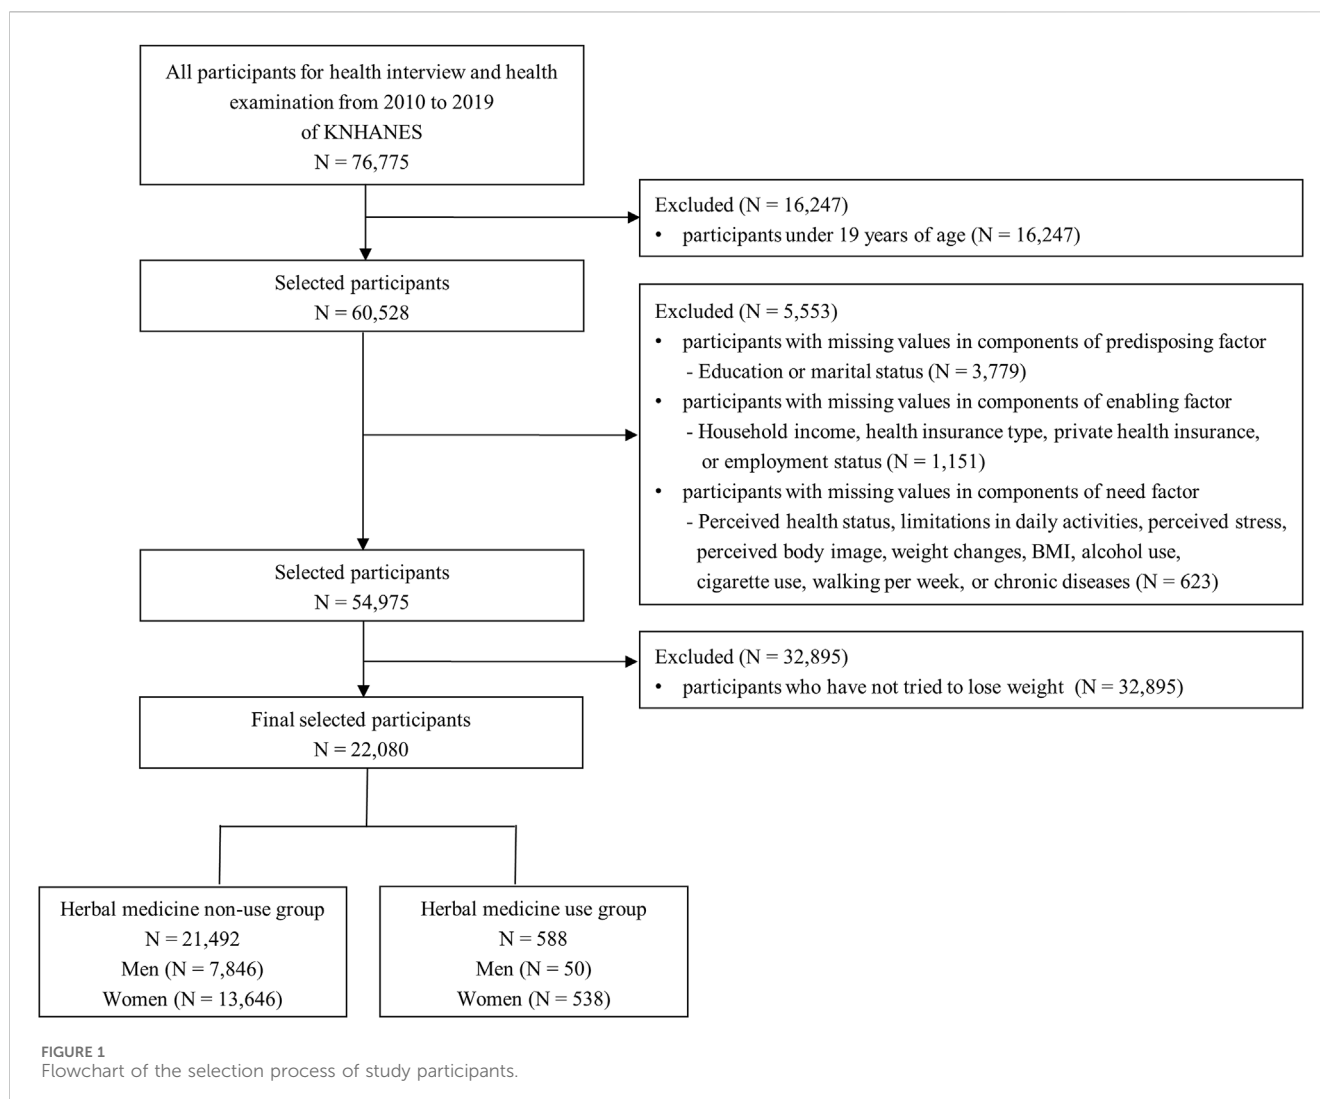 All participants for health interview and health
examination from 2010 to 2019
of KNHANES
N = 76,775
Excluded (N = 16,247)
• participants under 19 years of age (N = 16,247)
Selected participants
N = 60,528
Excluded (N = 5,553)
• participants with missing values in components of predisposing factor
- Education or marital status (N = 3,779)
• participants with missing values in components of enabling factor
- Household income, health insurance type, private health insurance,
or employment status (N = 1,151)
• participants with missing values in components of need factor
- Perceived health status, limitations in daily activities, perceived stress,
perceived body image, weight changes, BMI, alcohol use,
cigarette use, walking per week, or chronic diseases (N = 623)
Selected participants
N = 54,975
Excluded (N = 32,895)
• participants who have not tried to lose weight (N = 32,895)
Final selected participants
N = 22,080
Herbal medicine non-use group
N = 21,492
Men (N = 7,846)
Women (N = 13,646)
Herbal medicine use group
N = 588
Men (N = 50)
Women (N = 538)
FIGURE 1
Flowchart of the selection process of study participants.